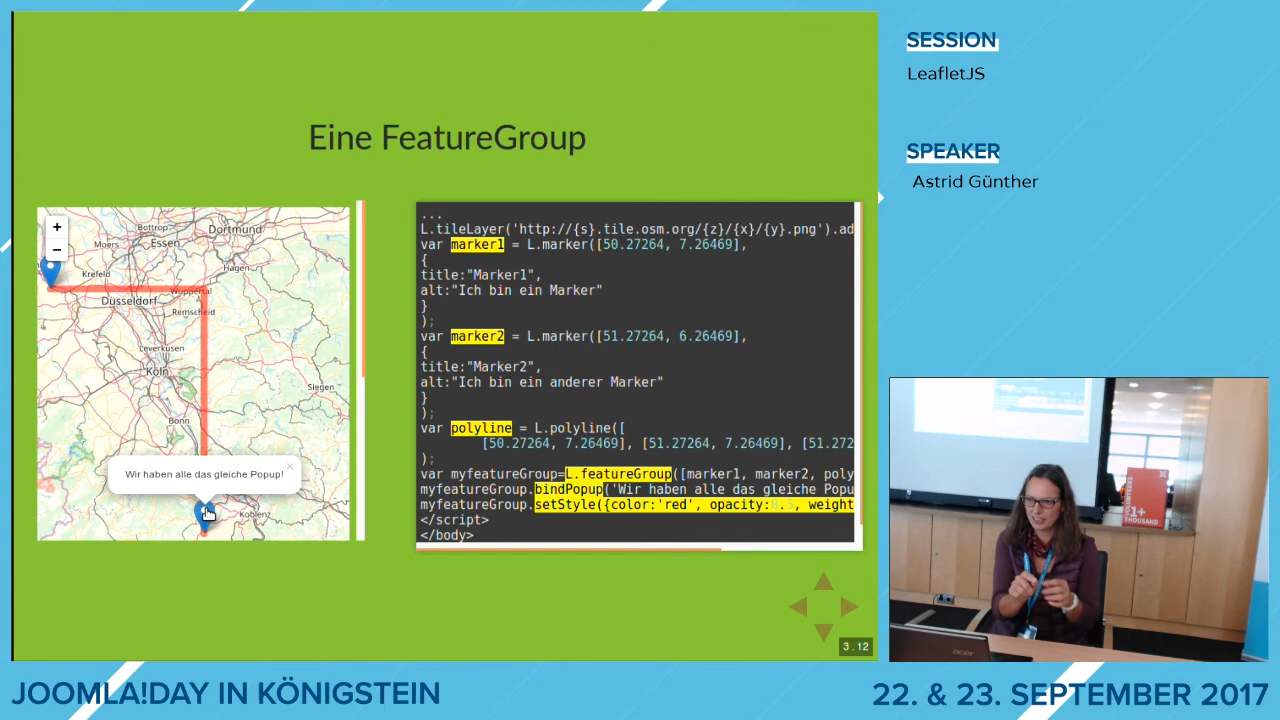 SESSION
LeafletJS
SPEAKER
Astrid Günther
Eine FeatureGroup
+
−
Bottrop
Dortmund
Moers
Essen
Hagen
Krefeld
Wuppertal
Düsseldorf
Remscheid
Leverkusen
Köln
Siegen
Bonn
Wir haben alle das gleiche Popup!
×
Koblenz
...
L.tileLayer('http://{s}.tile.osm.org/{z}/{x}/{y}.png').ad
var marker1 = L.marker([50.27264, 7.26469],
{
title:"Marker1",
alt:"Ich bin ein Marker"
}
);
var marker2 = L.marker([51.27264, 6.26469],
{
title:"Marker2",
alt:"Ich bin ein anderer Marker"
}
);
var polyline = L.polyline([
[50.27264, 7.26469], [51.27264, 7.26469], [51.272
);
var myfeatureGroup=L.featureGroup([marker1, marker2, poly
myfeatureGroup.bindPopup('Wir haben alle das gleiche Popu
myfeatureGroup.setStyle({color:'red', opacity: , weight
</script>
</body>
3.12
VOLUNTEERS
1+
THOUSAND
acer
JOOMLA!DAY IN KÖNIGSTEIN
22. & 23. SEPTEMBER 2017